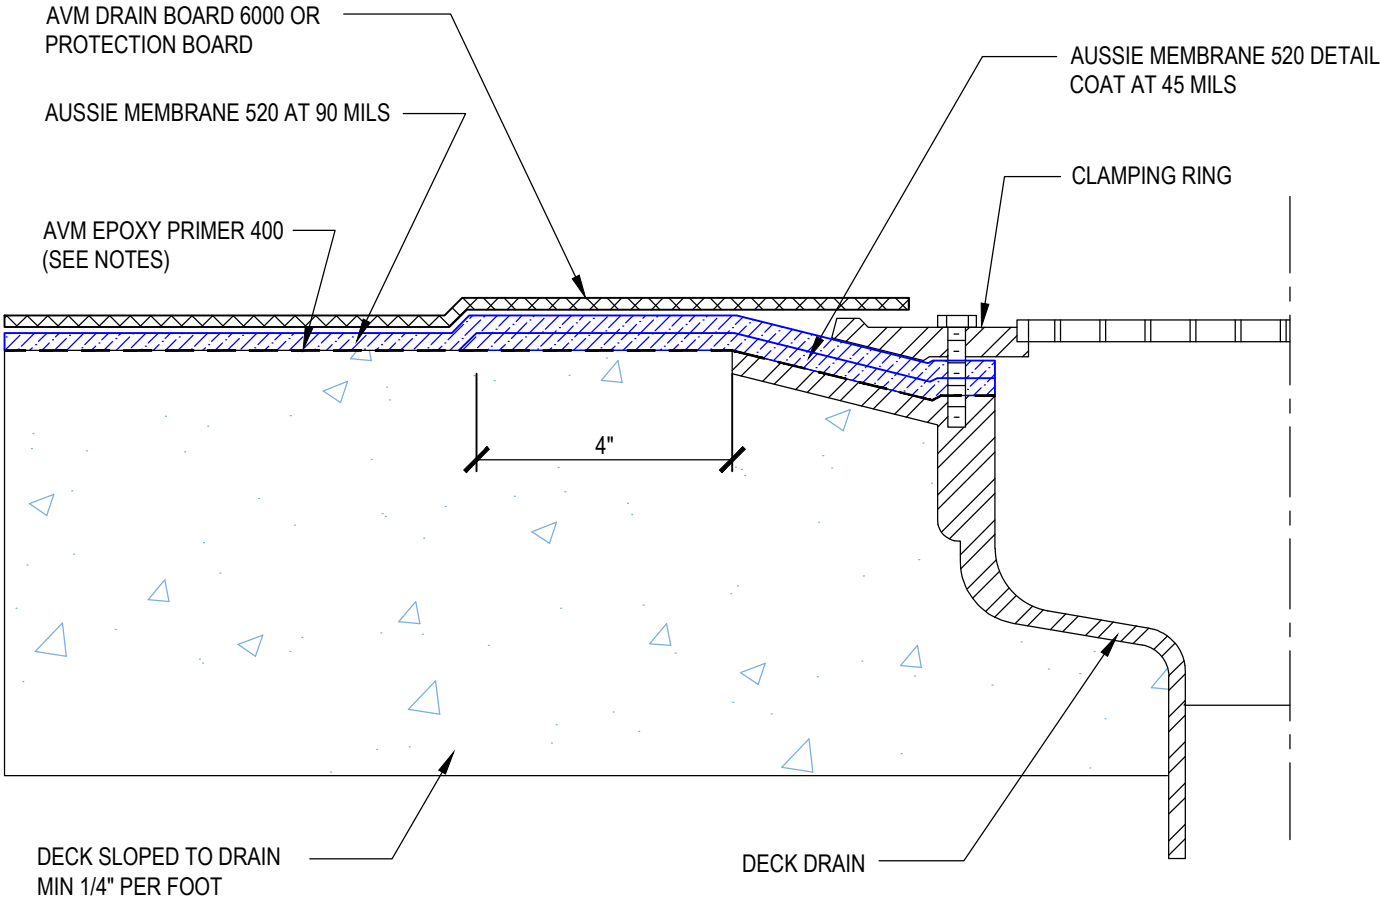 AVM DRAIN BOARD 6000 OR
PROTECTION BOARD
AUSSIE MEMBRANE 520 DETAIL
COAT AT 45 MILS
AUSSIE MEMBRANE 520 AT 90 MILS
CLAMPING RING
AVM EPOXY PRIMER 400
(SEE NOTES)
4"
DECK SLOPED TO DRAIN
MIN 1/4" PER FOOT
DECK DRAIN